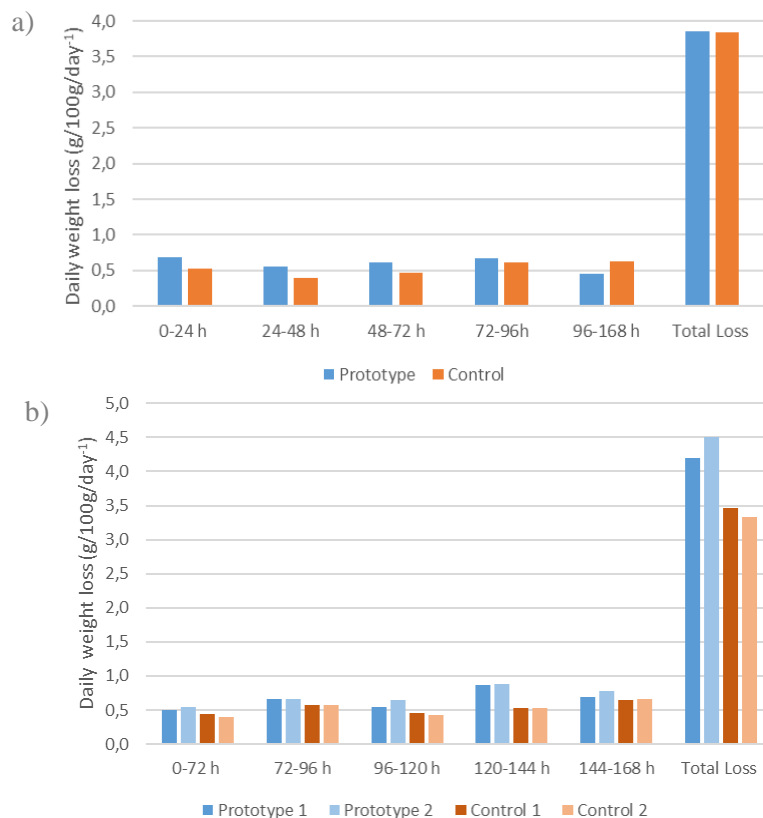 a)
Daily weight loss (g/100g/day⁻¹)
4,0
3,5
3,0
2,5
2,0
1,5
1,0
0,5
0,0
0-24 h 24-48 h 48-72 h 72-96h 96-168 h Total Loss
Prototype Control
b)
Daily weight loss (g/100g/day⁻¹)
5,0
4,5
4,0
3,5
3,0
2,5
2,0
1,5
1,0
0,5
0,0
0-72 h 72-96 h 96-120 h 120-144 h 144-168 h Total Loss
Prototype 1 Prototype 2 Control 1 Control 2